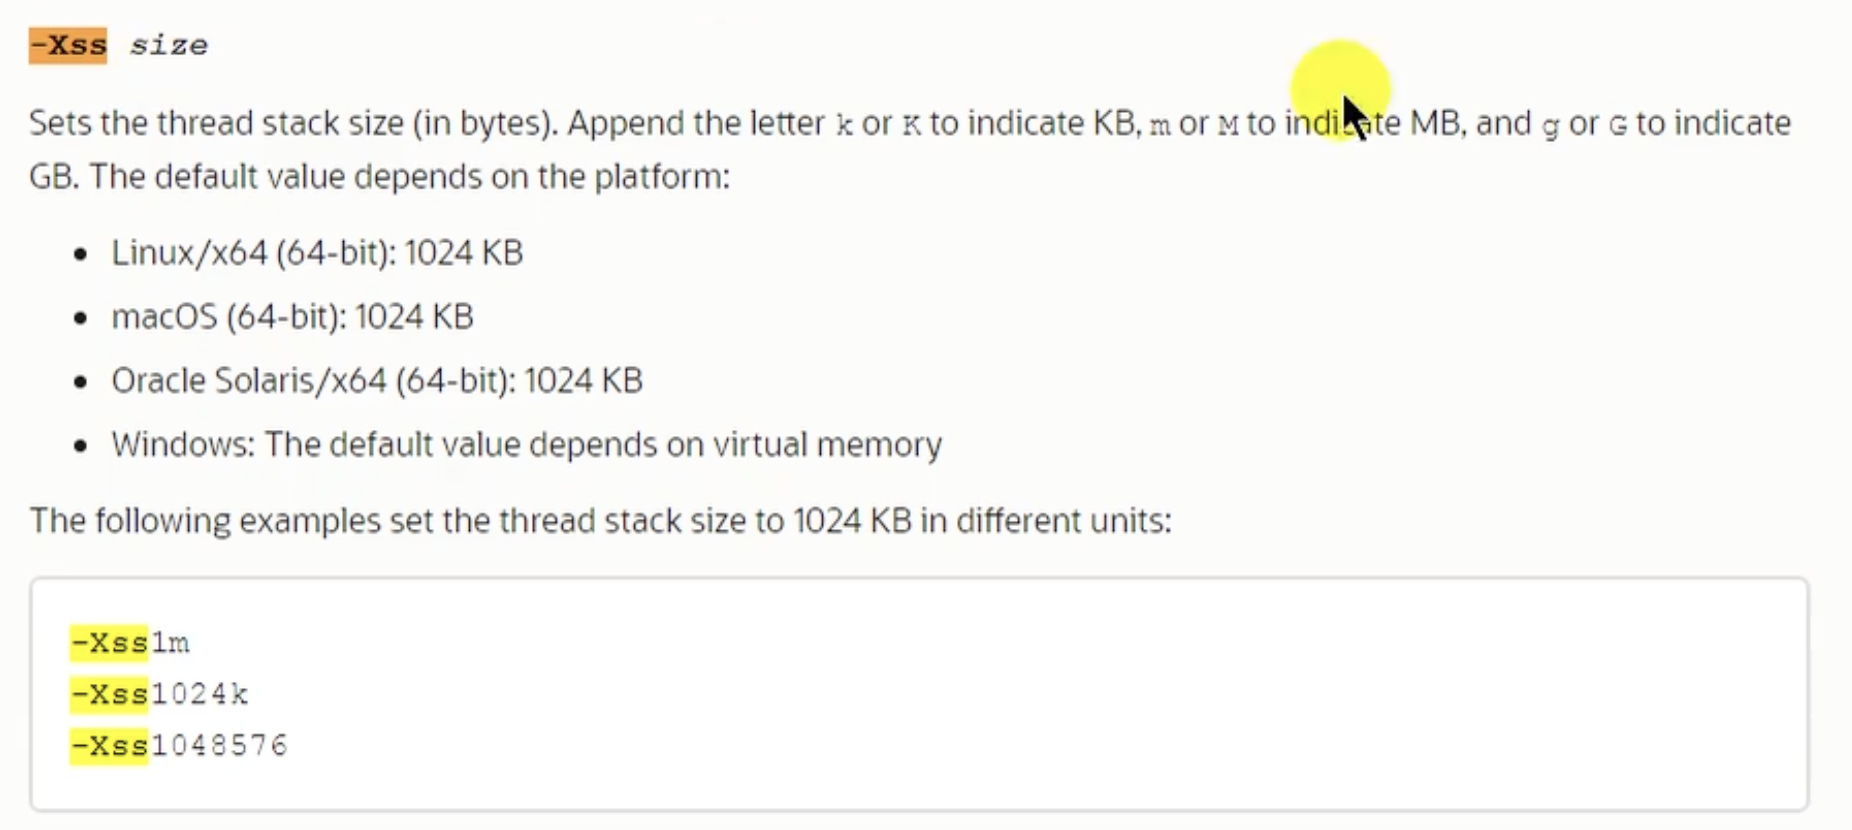 -Xss size
Sets the thread stack size (in bytes). Append the letter k or K to indicate KB, m or M to indicate MB, and g or G to indicate
GB. The default value depends on the platform:
• Linux/x64 (64-bit): 1024 KB
• macOS (64-bit): 1024 KB
• Oracle Solaris/x64 (64-bit): 1024 KB
• Windows: The default value depends on virtual memory
The following examples set the thread stack size to 1024 KB in different units:
-Xss1m
-Xss1024k
-Xss1048576